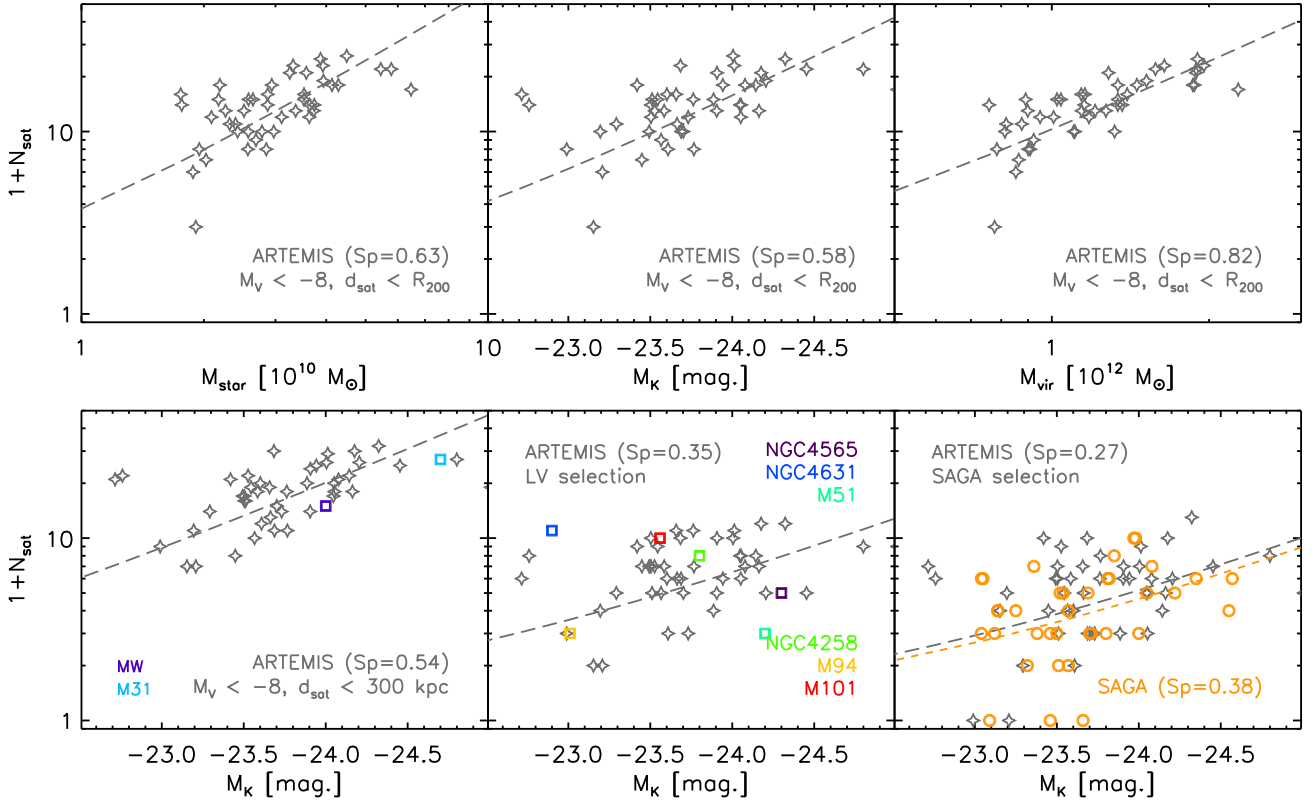 10
1
1+N_sat
ARTEMIS (Sp=0.63)
M_V < −8, d_sat < R_200
ARTEMIS (Sp=0.58)
M_V < −8, d_sat < R_200
ARTEMIS (Sp=0.82)
M_V < −8, d_sat < R_200
1 10 −23.0 −23.5 −24.0 −24.5 1
M_star [10^10 M_⊙]
M_K [mag.]
M_vir [10^12 M_⊙]
10
1
1+N_sat
MW
M31
ARTEMIS (Sp=0.54)
M_V < −8, d_sat < 300 kpc
ARTEMIS (Sp=0.35)
LV selection
NGC4565
NGC4631
M51
NGC4258
M94
M101
ARTEMIS (Sp=0.27)
SAGA selection
SAGA (Sp=0.38)
−23.0 −23.5 −24.0 −24.5 −23.0 −23.5 −24.0 −24.5 −23.0 −23.5 −24.0 −24.5
M_K [mag.]
M_K [mag.]
M_K [mag.]